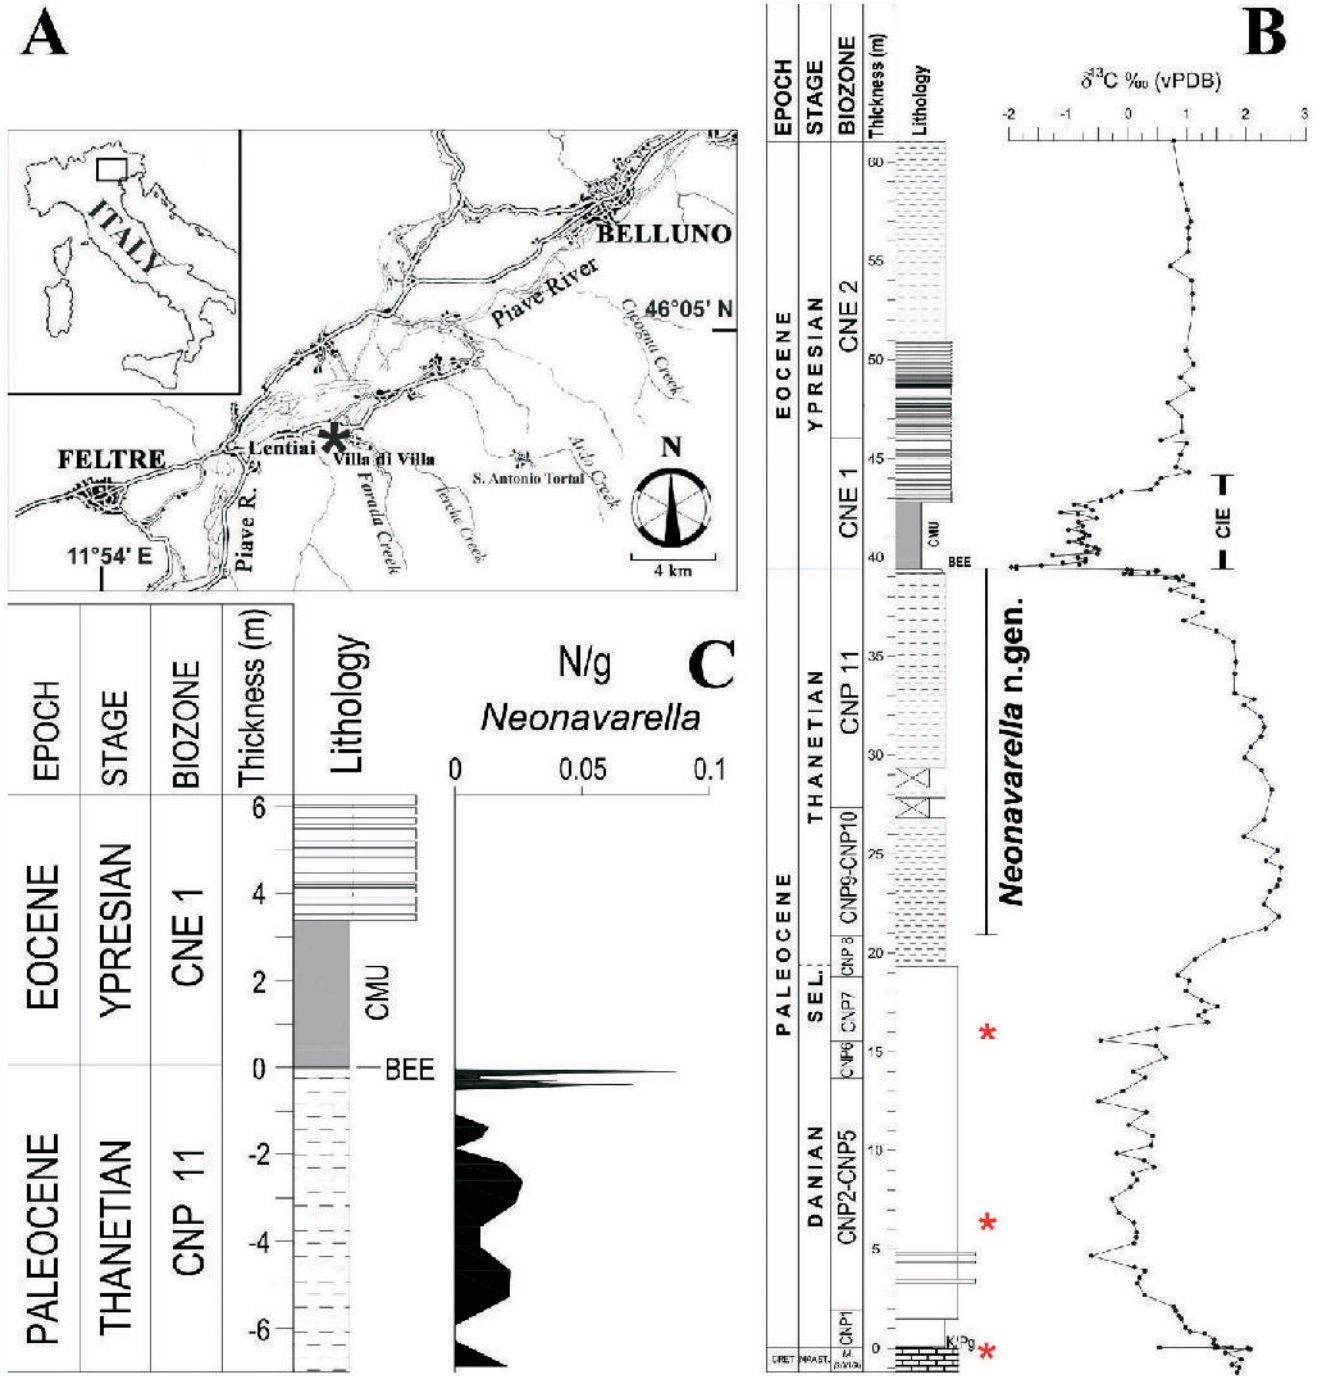 A
ITALY
BELLUNO
Piave River
46°05' N
Cicogna Creek
FELTRE
Lentiai
Villa di Villa
N
S. Antonio Tortal
Ardo Creek
Terche Creek
Forada Creek
Piave R.
11°54' E
4 km
B
EPOCH
STAGE
BIOZONE
Thickness (m)
Lithology
δ13C ‰ (vPDB)
-2 -1 0 1 2 3
EOCENE
YPRESIAN
CNE 2
CNE 1
60
55
50
45
40
CMU
BEE
CIE
PALEOCENE
THANETIAN
CNP 11
CNP9-CNP10
35
30
25
Neonavarella n.gen.
SEL.
CNP 8
CNP7
CNP6
20
15
DANIAN
CNP2-CNP5
CNP1
10
5
0
K/Pg
CRET
MAAST.
C
EPOCH
STAGE
BIOZONE
Thickness (m)
Lithology
N/g
Neonavarella
0 0.05 0.1
EOCENE
YPRESIAN
CNE 1
6
4
2
0
CMU
BEE
PALEOCENE
THANETIAN
CNP 11
-2
-4
-6